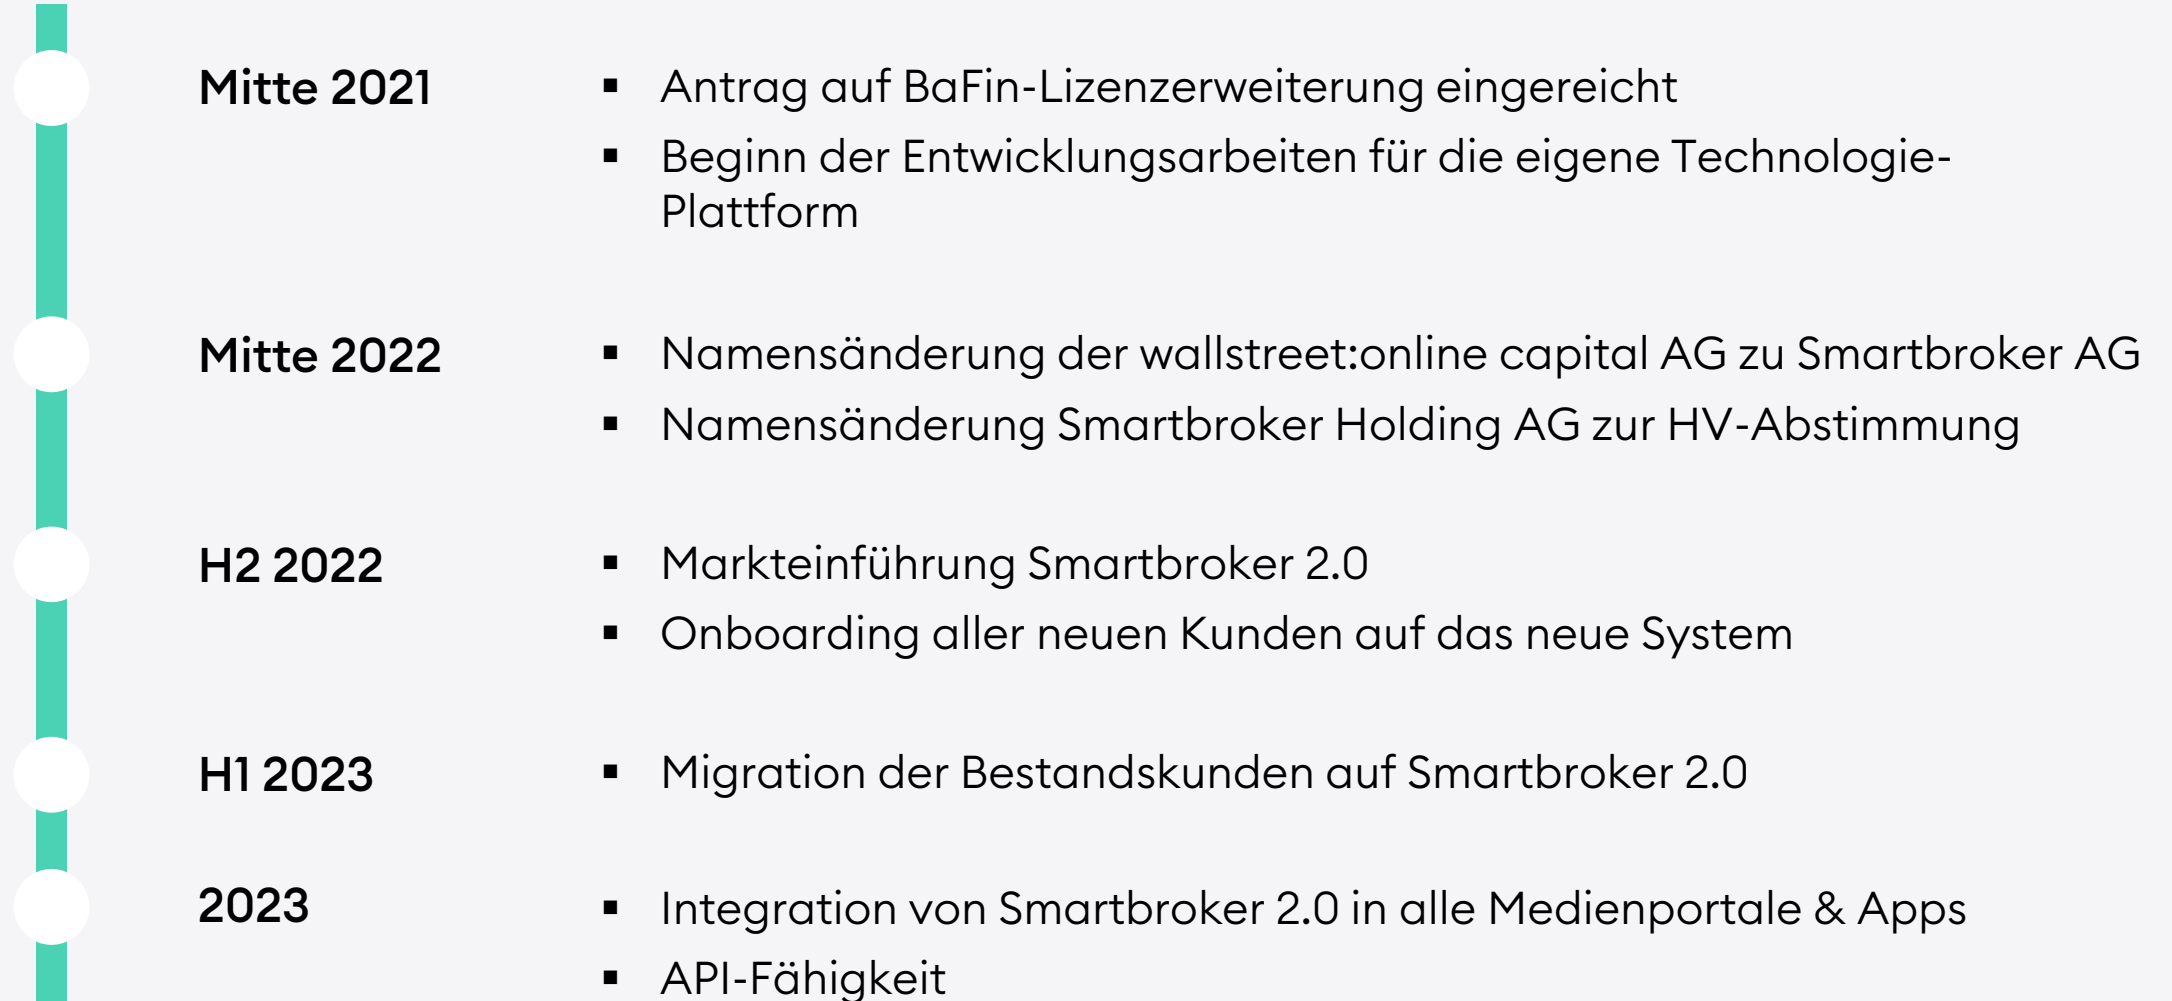 Mitte 2021 ▪ Antrag auf BaFin-Lizenzerweiterung eingereicht
▪ Beginn der Entwicklungsarbeiten für die eigene Technologie-
Plattform
Mitte 2022 ▪ Namensänderung der wallstreet:online capital AG zu Smartbroker AG
▪ Namensänderung Smartbroker Holding AG zur HV-Abstimmung
H2 2022 ▪ Markteinführung Smartbroker 2.0
▪ Onboarding aller neuen Kunden auf das neue System
H1 2023 ▪ Migration der Bestandskunden auf Smartbroker 2.0
2023 ▪ Integration von Smartbroker 2.0 in alle Medienportale & Apps
▪ API-Fähigkeit